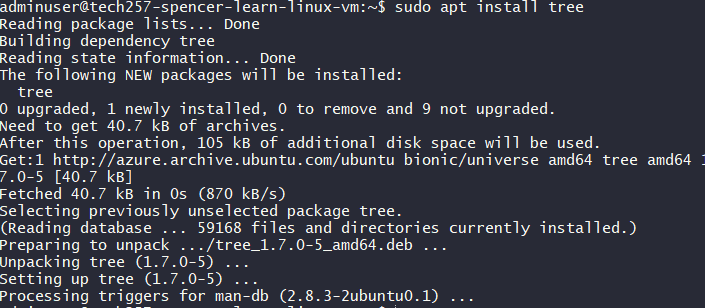 adminuser@tech257-spencer-learn-linux-vm:~$ sudo apt install tree
Reading package lists... Done
Building dependency tree
Reading state information... Done
The following NEW packages will be installed:
  tree
0 upgraded, 1 newly installed, 0 to remove and 9 not upgraded.
Need to get 40.7 kB of archives.
After this operation, 105 kB of additional disk space will be used.
Get:1 http://azure.archive.ubuntu.com/ubuntu bionic/universe amd64 tree amd64 1
7.0-5 [40.7 kB]
Fetched 40.7 kB in 0s (870 kB/s)
Selecting previously unselected package tree.
(Reading database ... 59168 files and directories currently installed.)
Preparing to unpack .../tree_1.7.0-5_amd64.deb ...
Unpacking tree (1.7.0-5) ...
Setting up tree (1.7.0-5) ...
Processing triggers for man-db (2.8.3-2ubuntu0.1) ...